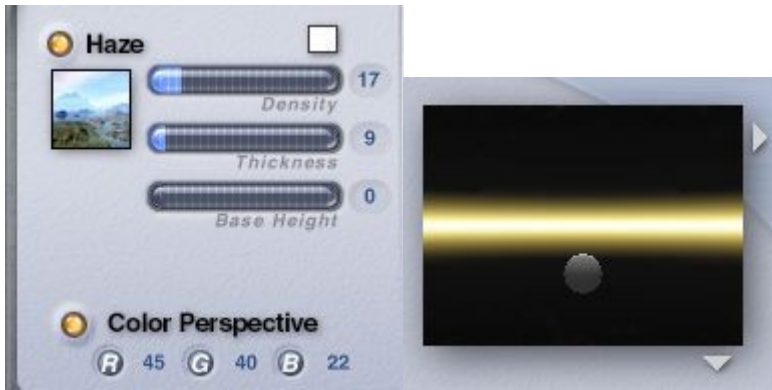 Haze
17
Density
9
Thickness
0
Base Height
Color Perspective
R 45 G 40 B 22